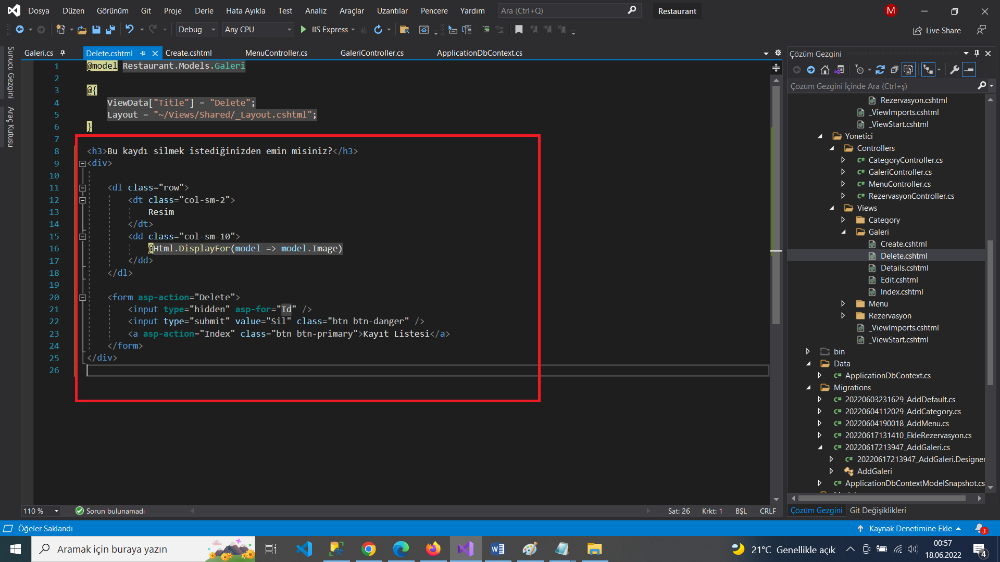 Dosya Düzen Görünüm Git Proje Derle Hata Ayıkla Test Analiz Araçlar Uzantılar Pencere Yardım Ara (Ctrl+Q) Restaurant M
Debug Any CPU IIS Express Live Share
Sunucu Gezgini
Araç Kutusu
Galeri.cs Delete.cshtml Create.cshtml MenuController.cs GaleriController.cs ApplicationDbContext.cs
1 @model Restaurant.Models.Galeri
2
3 @{
4 ViewData["Title"] = "Delete";
5 Layout = "~/Views/Shared/_Layout.cshtml";
6 }
7
8 <h3>Bu kaydı silmek istediğinizden emin misiniz?</h3>
9 <div>
10
11 <dl class="row">
12 <dt class="col-sm-2">
13 Resim
14 </dt>
15 <dd class="col-sm-10">
16 @Html.DisplayFor(model => model.Image)
17 </dd>
18 </dl>
19
20 <form asp-action="Delete">
21 <input type="hidden" asp-for="Id" />
22 <input type="submit" value="Sil" class="btn btn-danger" />
23 <a asp-action="Index" class="btn btn-primary">Kayıt Listesi</a>
24 </form>
25 </div>
26
Çözüm Gezgini
Çözüm Gezgini İçinde Ara (Ctrl+ş)
Rezervasyon.cshtml
_ViewImports.cshtml
_ViewStart.cshtml
Yonetici
Controllers
C# CategoryController.cs
C# GaleriController.cs
C# MenuController.cs
C# RezervasyonController.cs
Views
Category
Galeri
Create.cshtml
Delete.cshtml
Details.cshtml
Edit.cshtml
Index.cshtml
Menu
Rezervasyon
_ViewImports.cshtml
_ViewStart.cshtml
bin
Data
C# ApplicationDbContext.cs
Migrations
C# 20220603231629_AddDefault.cs
C# 20220604112029_AddCategory.cs
C# 20220604190018_AddMenu.cs
C# 20220617131410_EkleRezervasyon.cs
C# 20220617213947_AddGaleri.cs
C# 20220617213947_AddGaleri.Designer
AddGaleri
C# ApplicationDbContextModelSnapshot.cs
Çözüm Gezgini Git Değişiklikleri
110 % Sorun bulunamadı Sat: 26 Krkt: 1 BŞL CRLF
Öğeler Saklandı Kaynak Denetimine Ekle 3
Aramak için buraya yazın 21°C Genellikle açık 00:57
18.06.2022 4